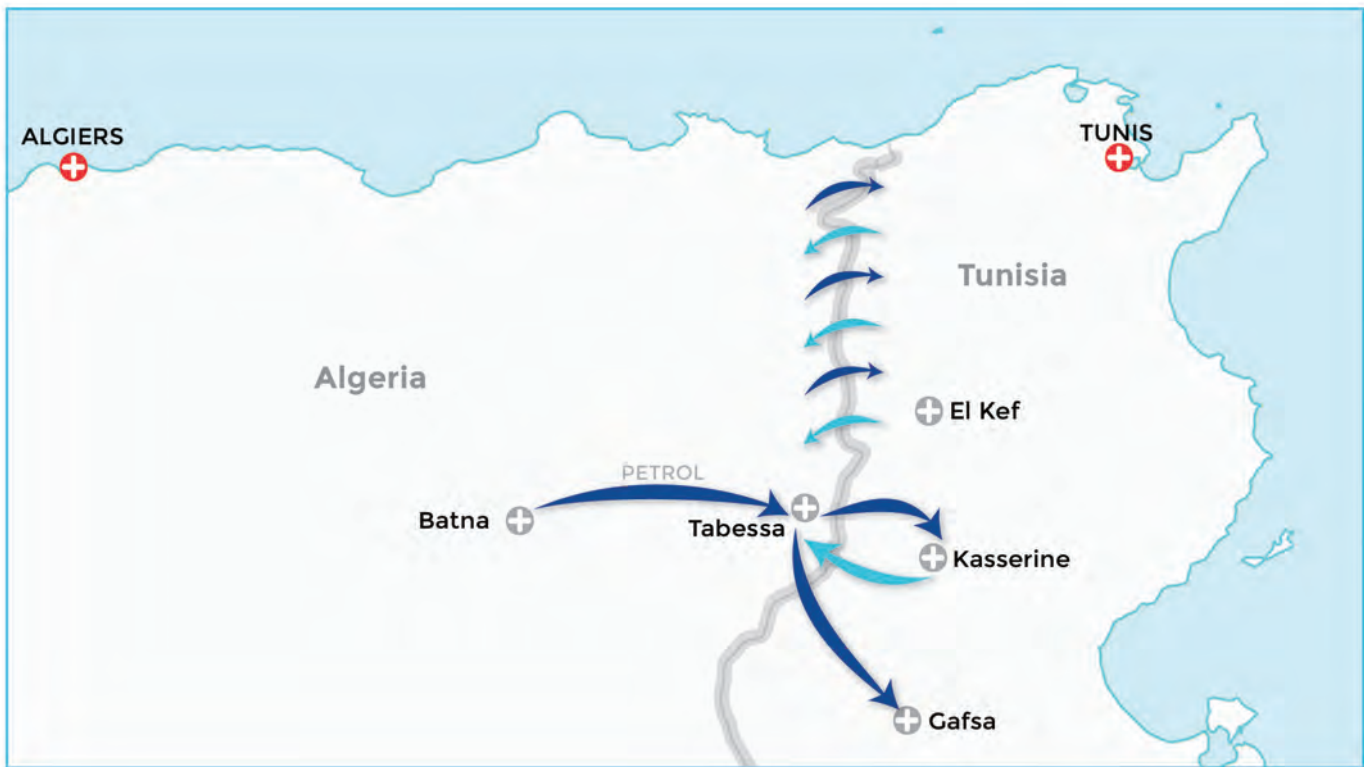 ALGIERS
TUNIS
Tunisia
Algeria
El Kef
PETROL
Batna
Tabessa
Kasserine
Gafsa